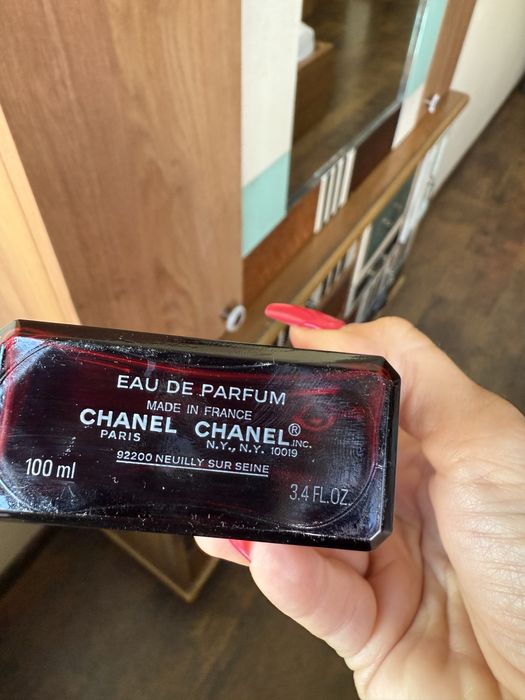 EAU DE PARFUM
MADE IN FRANCE
CHANEL CHANEL® INC.
PARIS N.Y., N.Y. 10019
92200 NEUILLY SUR SEINE
100 ml 3.4 FL.OZ.